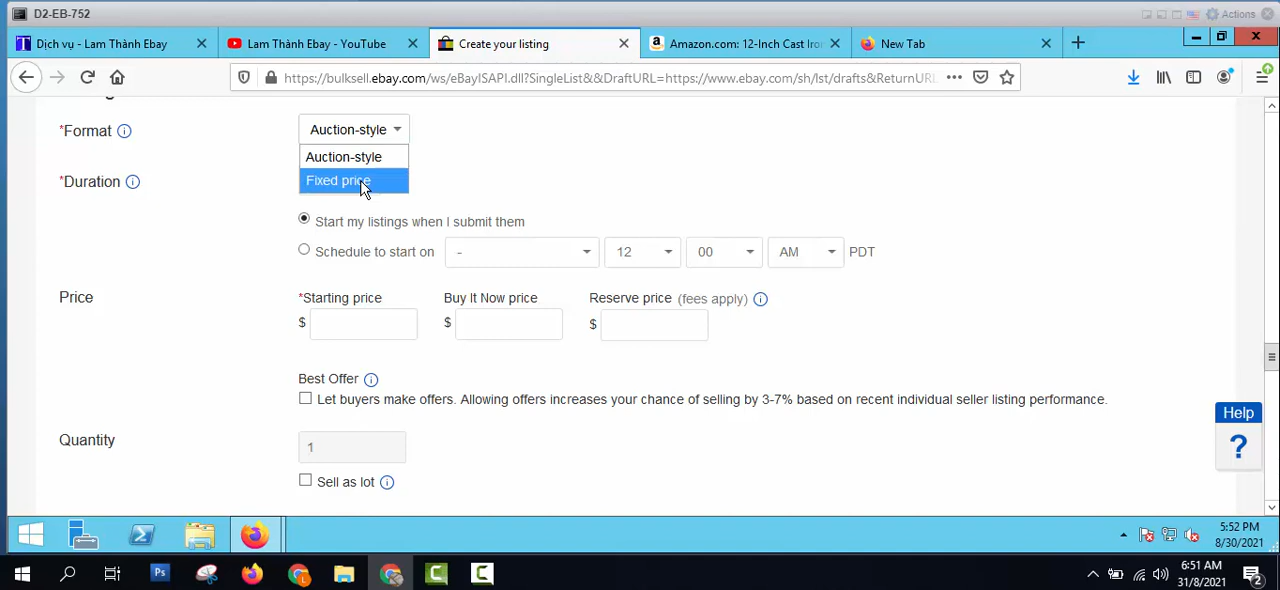 D2-EB-752
Actions
Dịch vụ - Lam Thành Ebay
Lam Thành Ebay - YouTube
Create your listing
Amazon.com: 12-Inch Cast Iron
New Tab
https://bulksell.ebay.com/ws/eBayISAPI.dll?SingleList&&DraftURL=https://www.ebay.com/sh/lst/drafts&ReturnURL
*Format
Auction-style
Auction-style
Fixed price
*Duration
Start my listings when I submit them
Schedule to start on
-
12
00
AM
PDT
Price
*Starting price
Buy It Now price
Reserve price (fees apply)
$
$
$
Best Offer
Let buyers make offers. Allowing offers increases your chance of selling by 3-7% based on recent individual seller listing performance.
Help
?
Quantity
1
Sell as lot
5:52 PM
8/30/2021
6:51 AM
31/8/2021
2